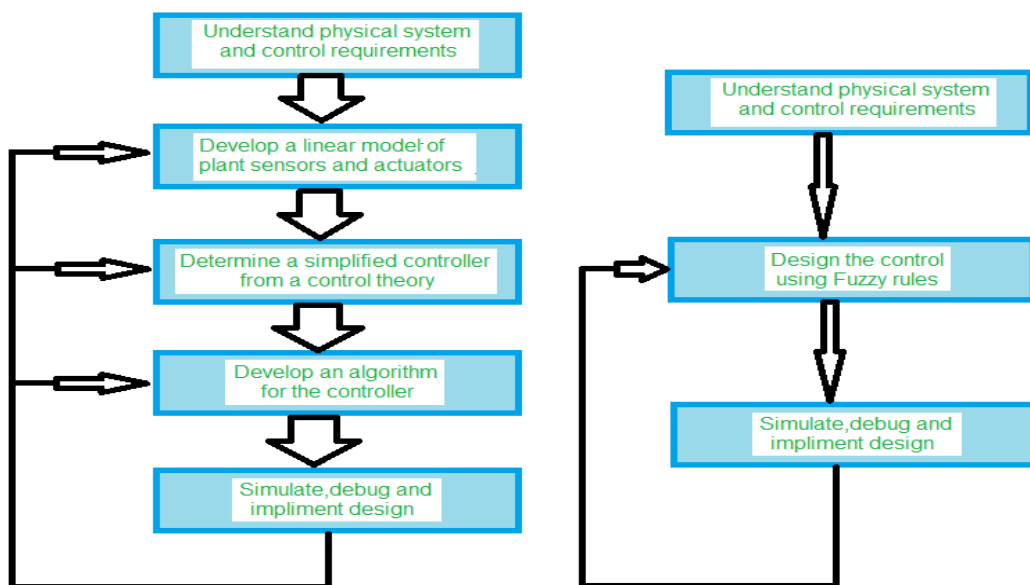 Understand physical system
and control requirements
Develop a linear model of
plant sensors and actuators
Determine a simplified controller
from a control theory
Develop an algorithm
for the controller
Simulate,debug and
impliment design
Understand physical system
and control requirements
Design the control
using Fuzzy rules
Simulate,debug and
impliment design